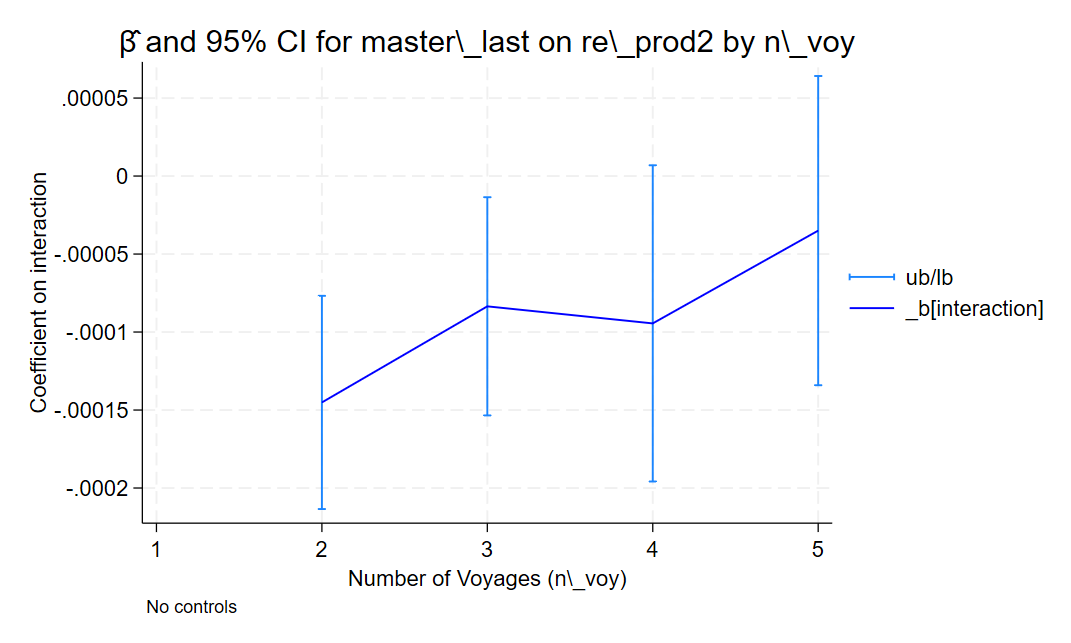 β̂ and 95% CI for master\_last on re\_prod2 by n\_voy
.00005
0
-.00005
-.0001
-.00015
-.0002
Coefficient on interaction
1 2 3 4 5
Number of Voyages (n\_voy)
No controls
ub/lb
_b[interaction]